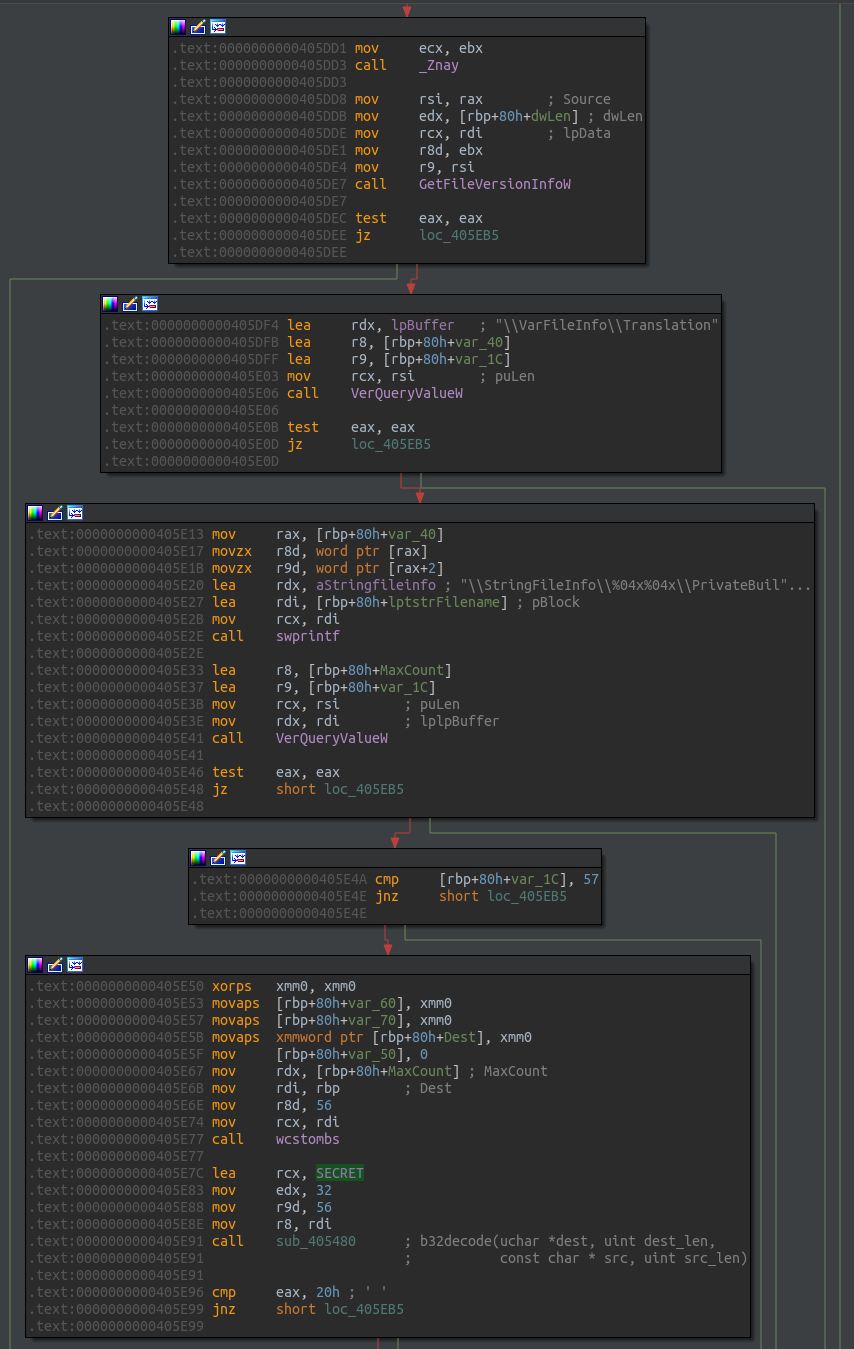 .text:0000000000405DD1 mov ecx, ebx
.text:0000000000405DD3 call _Znay
.text:0000000000405DD3
.text:0000000000405DD8 mov rsi, rax ; Source
.text:0000000000405DDB mov edx, [rbp+80h+dwLen] ; dwLen
.text:0000000000405DDE mov rcx, rdi ; lpData
.text:0000000000405DE1 mov r8d, ebx
.text:0000000000405DE4 mov r9, rsi
.text:0000000000405DE7 call GetFileVersionInfoW
.text:0000000000405DE7
.text:0000000000405DEC test eax, eax
.text:0000000000405DEE jz loc_405EB5
.text:0000000000405DEE
.text:0000000000405DF4 lea rdx, lpBuffer ; "\\VarFileInfo\\Translation"
.text:0000000000405DFB lea r8, [rbp+80h+var_40]
.text:0000000000405DFF lea r9, [rbp+80h+var_1C]
.text:0000000000405E03 mov rcx, rsi ; puLen
.text:0000000000405E06 call VerQueryValueW
.text:0000000000405E06
.text:0000000000405E0B test eax, eax
.text:0000000000405E0D jz loc_405EB5
.text:0000000000405E0D
.text:0000000000405E13 mov rax, [rbp+80h+var_40]
.text:0000000000405E17 movzx r8d, word ptr [rax]
.text:0000000000405E1B movzx r9d, word ptr [rax+2]
.text:0000000000405E20 lea rdx, aStringfileinfo ; "\\StringFileInfo\\%04x%04x\\PrivateBuil"...
.text:0000000000405E27 lea rdi, [rbp+80h+lptstrFilename] ; pBlock
.text:0000000000405E2B mov rcx, rdi
.text:0000000000405E2E call swprintf
.text:0000000000405E2E
.text:0000000000405E33 lea r8, [rbp+80h+MaxCount]
.text:0000000000405E37 lea r9, [rbp+80h+var_1C]
.text:0000000000405E3B mov rcx, rsi ; puLen
.text:0000000000405E3E mov rdx, rdi ; lplpBuffer
.text:0000000000405E41 call VerQueryValueW
.text:0000000000405E41
.text:0000000000405E46 test eax, eax
.text:0000000000405E48 jz short loc_405EB5
.text:0000000000405E48
.text:0000000000405E4A cmp [rbp+80h+var_1C], 57
.text:0000000000405E4E jnz short loc_405EB5
.text:0000000000405E4E
.text:0000000000405E50 xorps xmm0, xmm0
.text:0000000000405E53 movaps [rbp+80h+var_60], xmm0
.text:0000000000405E57 movaps [rbp+80h+var_70], xmm0
.text:0000000000405E5B movaps xmmword ptr [rbp+80h+Dest], xmm0
.text:0000000000405E5F mov [rbp+80h+var_50], 0
.text:0000000000405E67 mov rdx, [rbp+80h+MaxCount] ; MaxCount
.text:0000000000405E6B mov rdi, rbp ; Dest
.text:0000000000405E6E mov r8d, 56
.text:0000000000405E74 mov rcx, rdi
.text:0000000000405E77 call wcstombs
.text:0000000000405E77
.text:0000000000405E7C lea rcx, SECRET
.text:0000000000405E83 mov edx, 32
.text:0000000000405E88 mov r9d, 56
.text:0000000000405E8E mov r8, rdi
.text:0000000000405E91 call sub_405480 ; b32decode(uchar *dest, uint dest_len,
.text:0000000000405E91 ; const char * src, uint src_len)
.text:0000000000405E91
.text:0000000000405E96 cmp eax, 20h ; ' '
.text:0000000000405E99 jnz short loc_405EB5
.text:0000000000405E99